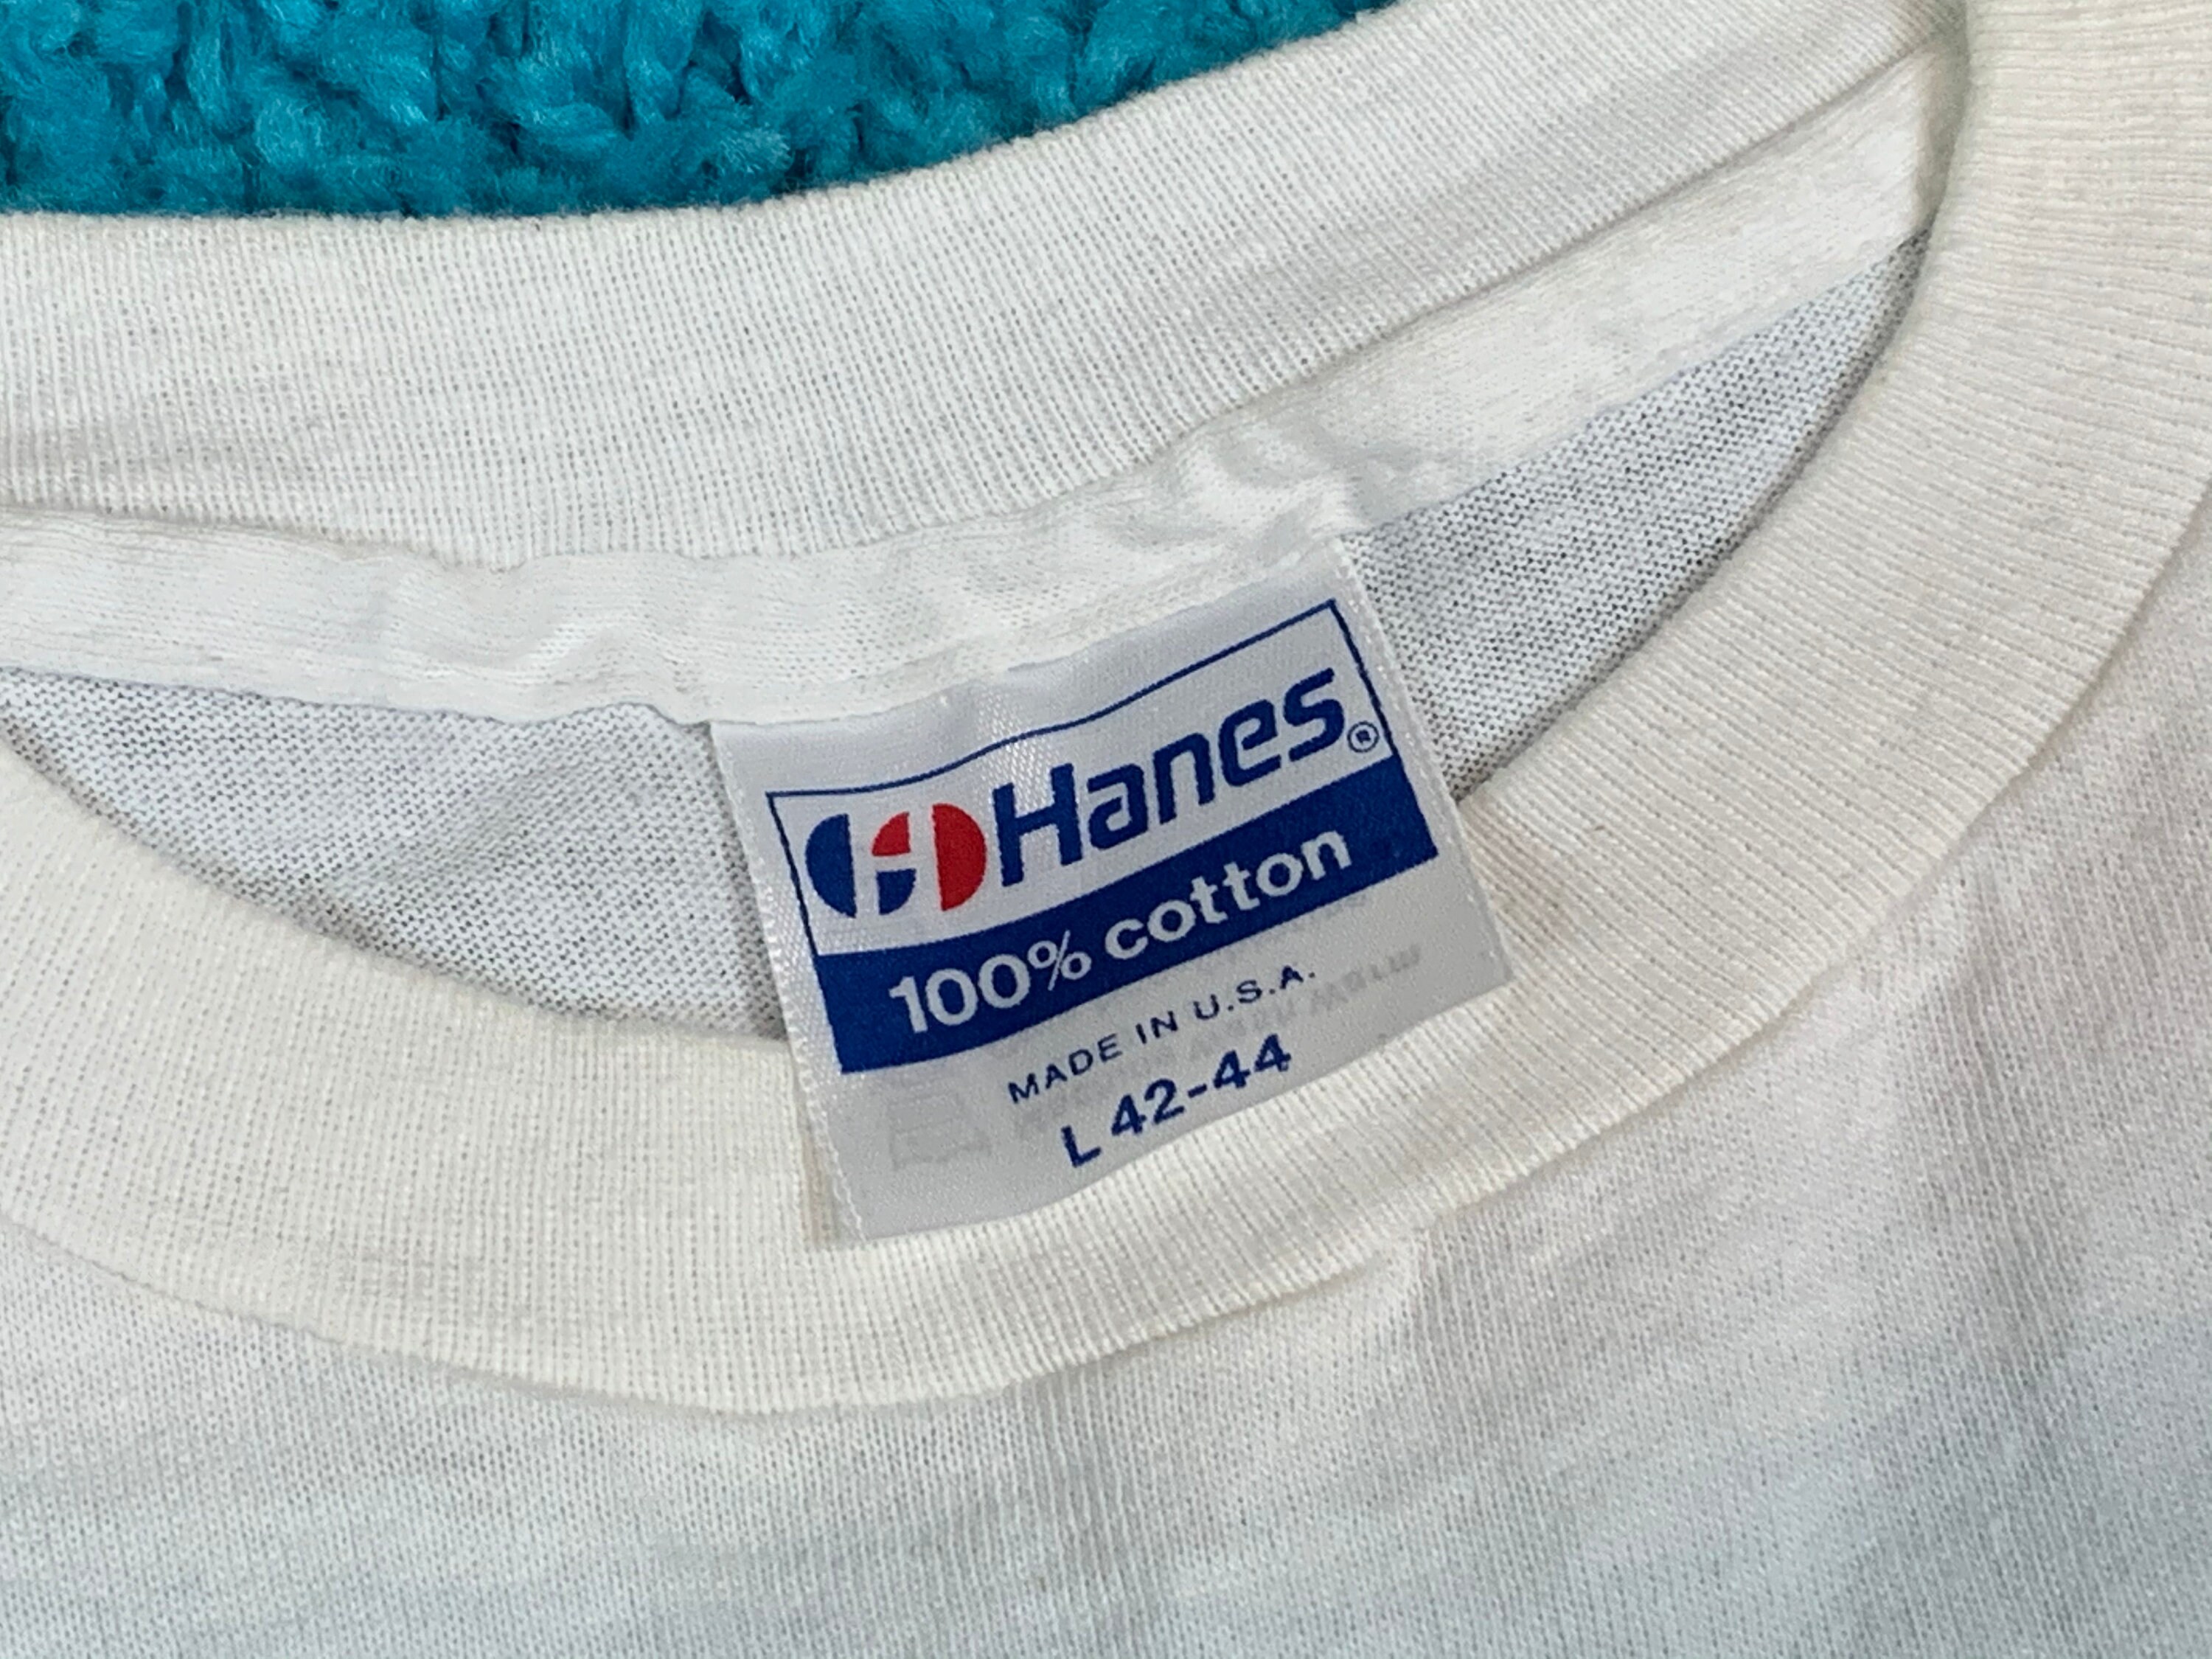 Hanes®
100% cotton
MADE IN U.S.A.
L 42-44